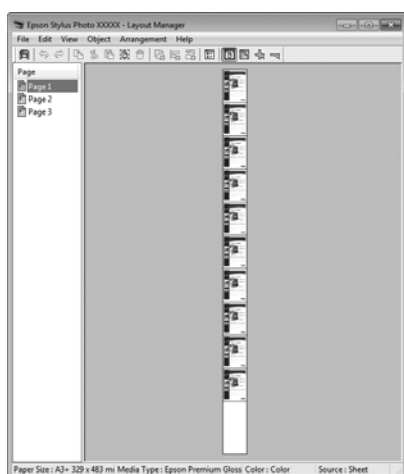 Epson Stylus Photo XXXXX - Layout Manager
File Edit View Object Arrangement Help
Page
Page 1
Page 2
Page 3
Paper Size : A3+ 329 x 483 mi Media Type : Epson Premium Gloss Color : Color Source : Sheet